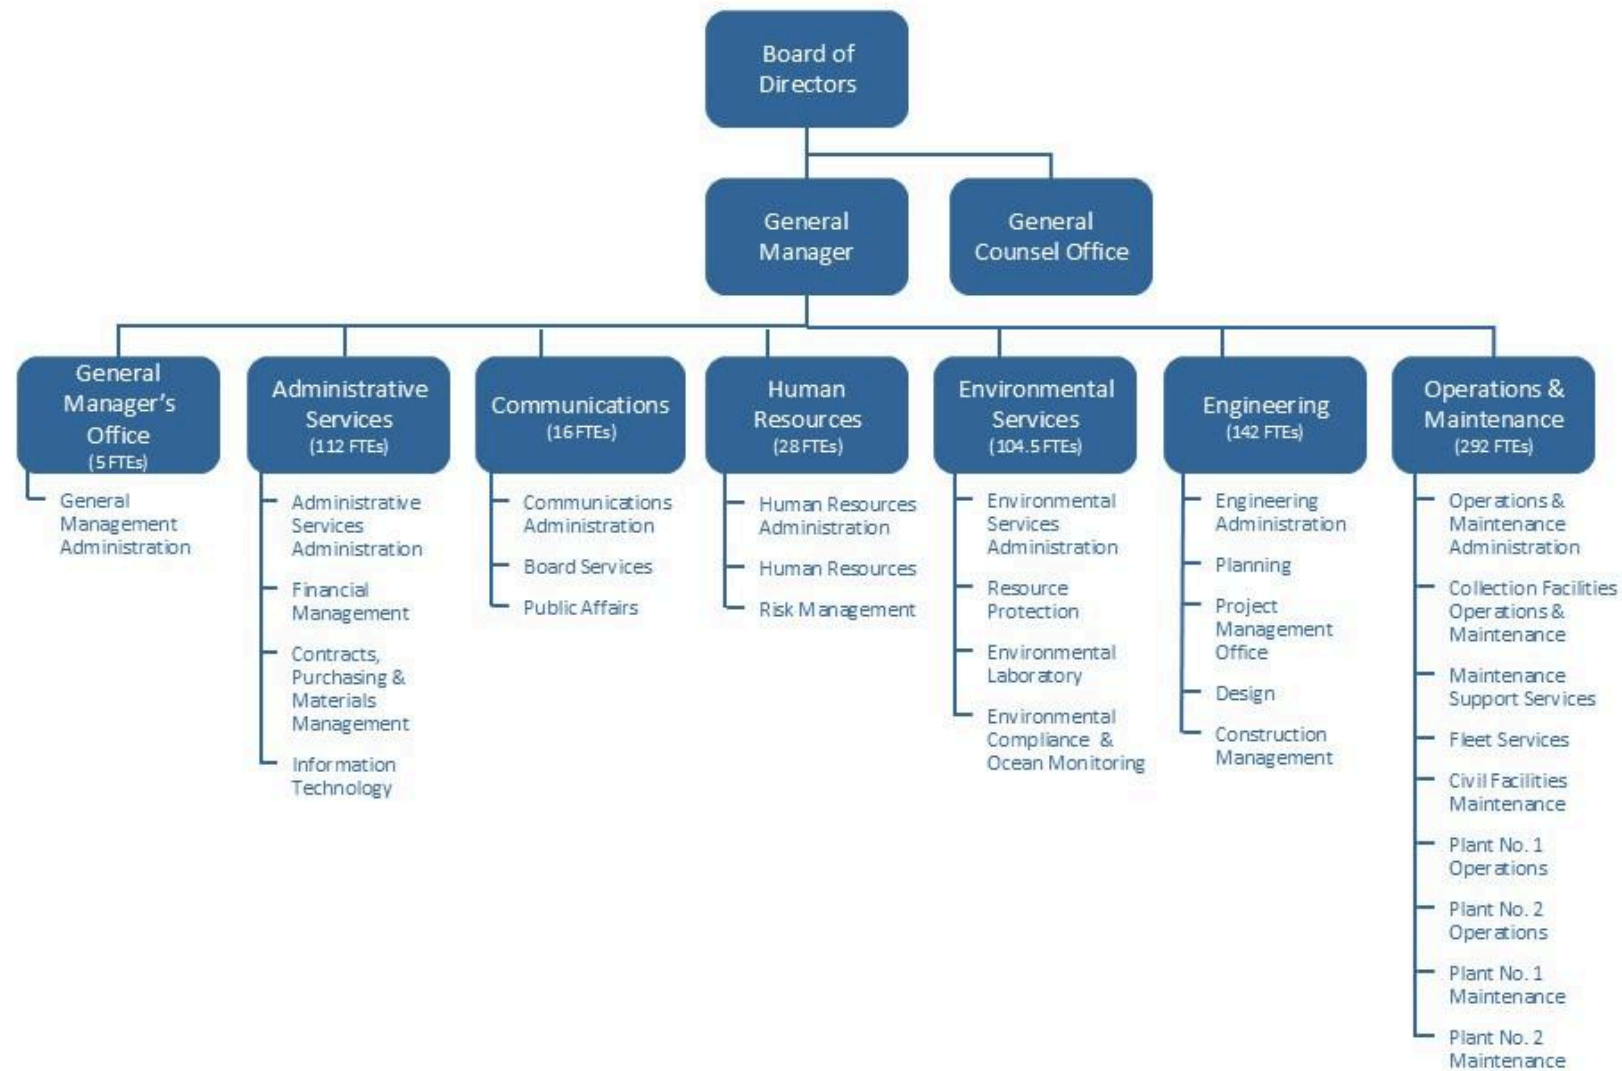 Board of
Directors
General
Manager
General
Counsel Office
General
Manager's
Office
(5 FTEs)
General
Management
Administration
Administrative
Services
(112 FTEs)
Administrative
Services
Administration
Financial
Management
Contracts,
Purchasing &
Materials
Management
Information
Technology
Communications
(16 FTEs)
Communications
Administration
Board Services
Public Affairs
Human
Resources
(28 FTEs)
Human Resources
Administration
Human Resources
Risk Management
Environmental
Services
(104.5 FTEs)
Environmental
Services
Administration
Resource
Protection
Environmental
Laboratory
Environmental
Compliance &
Ocean Monitoring
Engineering
(142 FTEs)
Engineering
Administration
Planning
Project
Management
Office
Design
Construction
Management
Operations &
Maintenance
(292 FTEs)
Operations &
Maintenance
Administration
Collection Facilities
Operations &
Maintenance
Maintenance
Support Services
Fleet Services
Civil Facilities
Maintenance
Plant No. 1
Operations
Plant No. 2
Operations
Plant No. 1
Maintenance
Plant No. 2
Maintenance